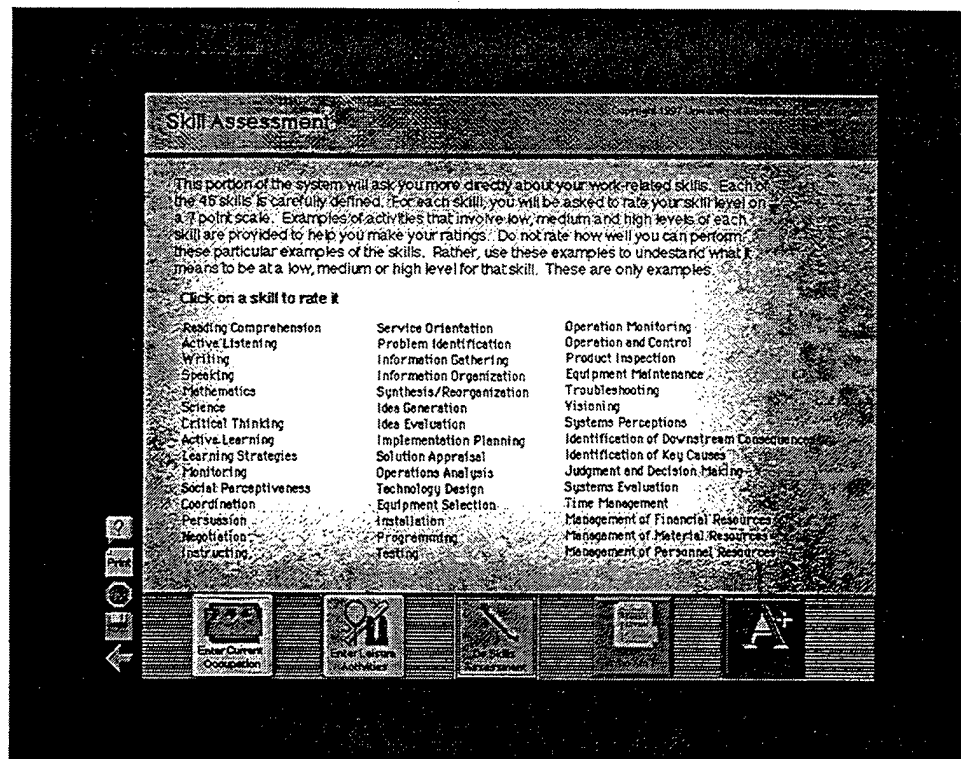 Skill Assessment
Copyright 1997
This portion of the system will ask you more directly about your work-related skills. Each of
the 46 skills is carefully defined. For each skill, you will be asked to rate your skill level on
a 7 point scale. Examples of activities that involve low, medium and high levels of each
skill are provided to help you make your ratings. Do not rate how well you can perform
these particular examples of the skills. Rather, use these examples to undestand what it
means to be at a low, medium or high level for that skill. These are only examples.
Click on a skill to rate it
Reading Comprehension Service Orientation Operation Monitoring
Active Listening Problem Identification Operation and Control
Writing Information Gathering Product Inspection
Speaking Information Organization Equipment Maintenance
Mathematics Synthesis/Reorganization Troubleshooting
Science Idea Generation Visioning
Critical Thinking Idea Evaluation Systems Perceptions
Active Learning Implementation Planning Identification of Downstream Consequences
Learning Strategies Solution Appraisal Identification of Key Causes
Monitoring Operations Analysis Judgment and Decision Making
Social Perceptiveness Technology Design Systems Evaluation
Coordination Equipment Selection Time Management
Persuasion Installation Management of Financial Resources
Negotiation Programming Management of Material Resources
Instructing Testing Management of Personnel Resources
?
Print
Enter Current
Occupation
Enter Leisure
Activities
Do Skills
Assessment
A+